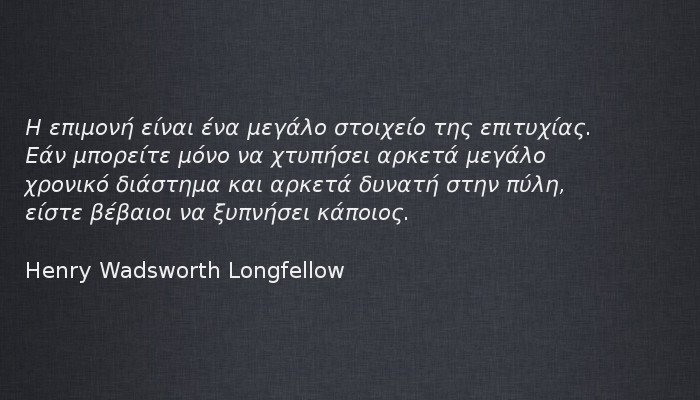 Η επιμονή είναι ένα μεγάλο στοιχείο της επιτυχίας.
Εάν μπορείτε μόνο να χτυπήσει αρκετά μεγάλο
χρονικό διάστημα και αρκετά δυνατή στην πύλη,
είστε βέβαιοι να ξυπνήσει κάποιος.
Henry Wadsworth Longfellow